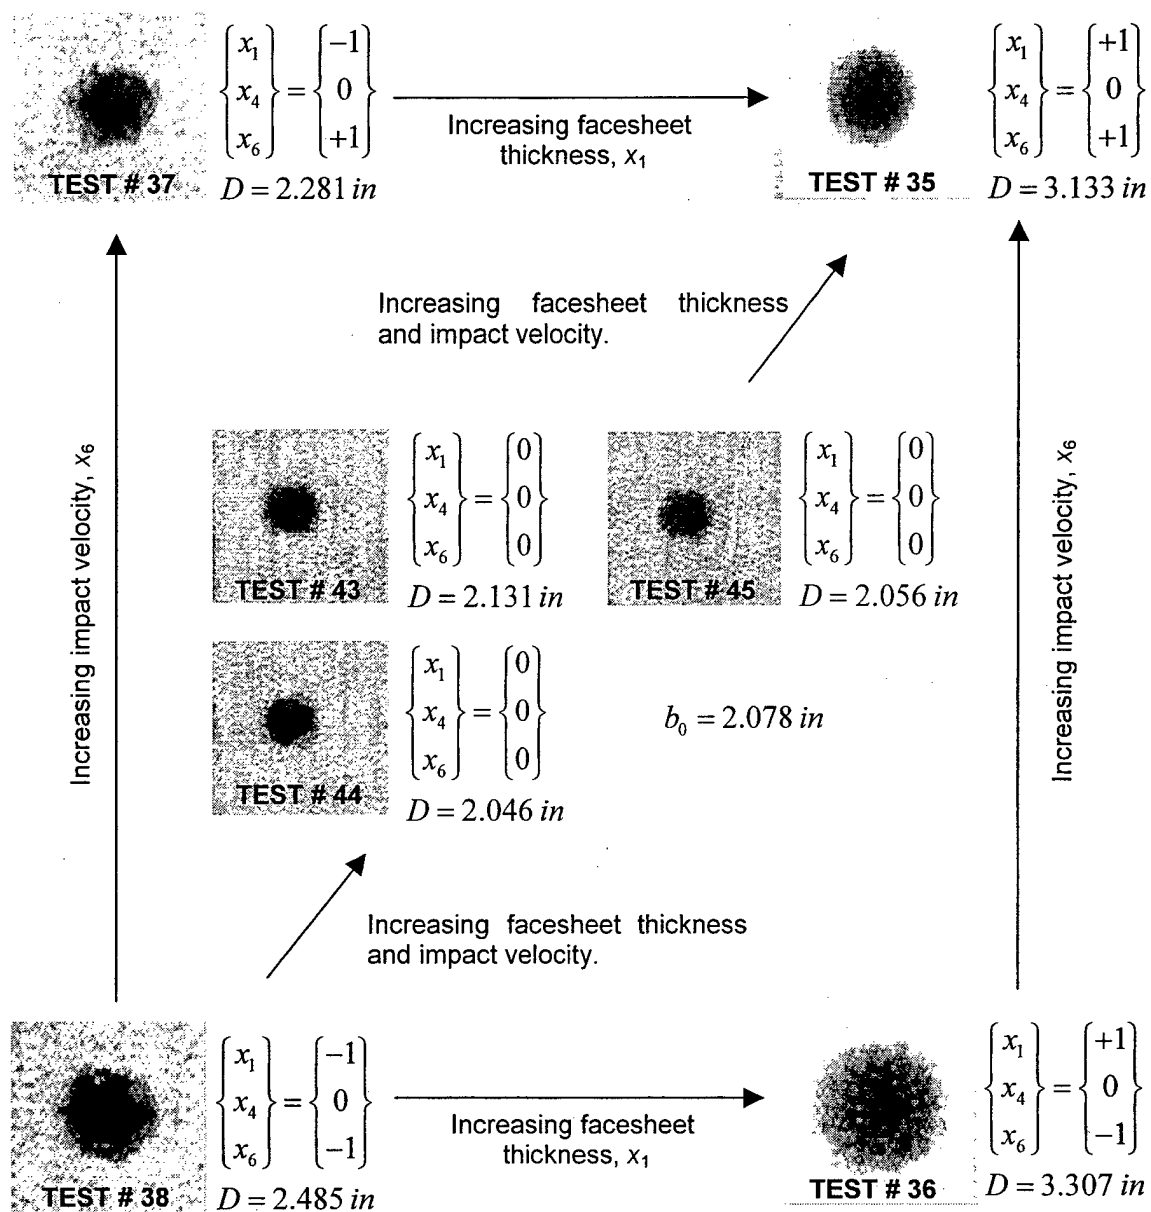 {x₁ x₄ x₆} = {−1 0 +1}
TEST # 37
D = 2.281 in
Increasing facesheet
thickness, x₁
{x₁ x₄ x₆} = {+1 0 +1}
TEST # 35
D = 3.133 in
Increasing facesheet thickness
and impact velocity.
Increasing impact velocity, x₆
{x₁ x₄ x₆} = {0 0 0}
TEST # 43
D = 2.131 in
{x₁ x₄ x₆} = {0 0 0}
TEST # 45
D = 2.056 in
Increasing impact velocity, x₆
{x₁ x₄ x₆} = {0 0 0}
TEST # 44
D = 2.046 in
b₀ = 2.078 in
Increasing facesheet thickness
and impact velocity.
{x₁ x₄ x₆} = {−1 0 −1}
TEST # 38
D = 2.485 in
Increasing facesheet
thickness, x₁
{x₁ x₄ x₆} = {+1 0 −1}
TEST # 36
D = 3.307 in